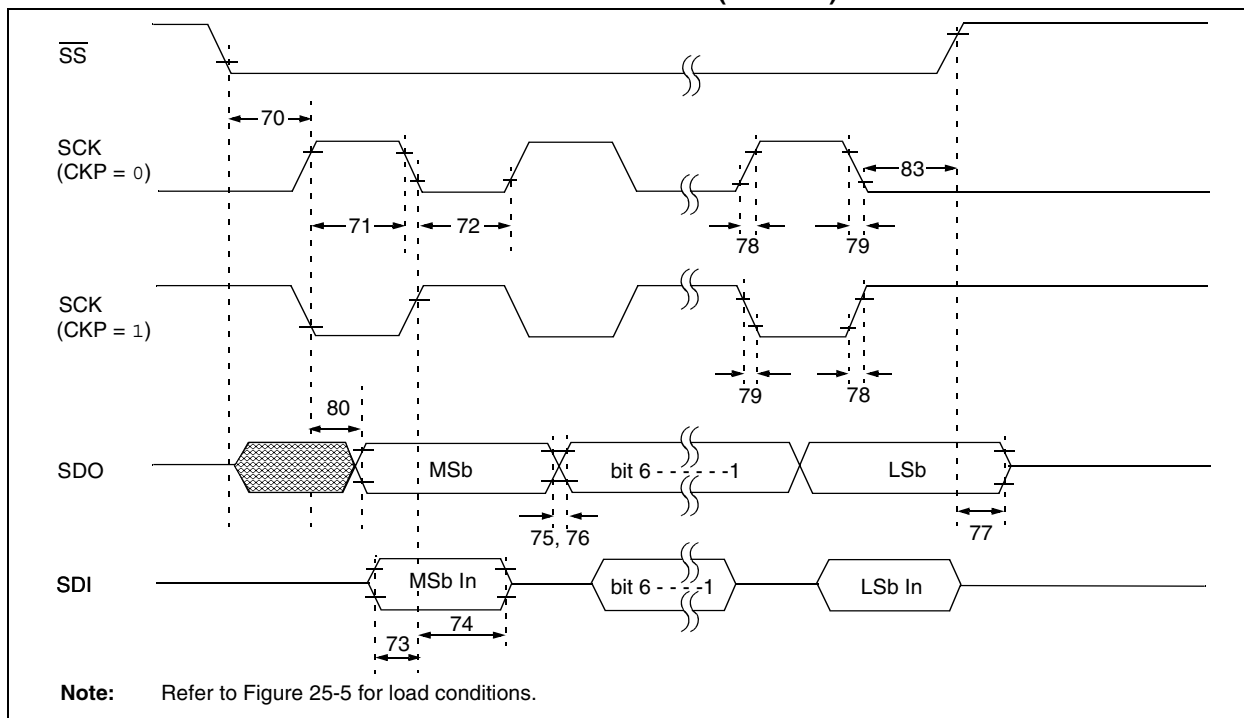 SS
70
SCK
(CKP = 0)
83
71
72
78
79
SCK
(CKP = 1)
79
78
80
SDO
MSb
bit 6 - - - - - -1
LSb
75, 76
77
SDI
MSb In
bit 6 - - - -1
LSb In
74
73
Note: Refer to Figure 25-5 for load conditions.